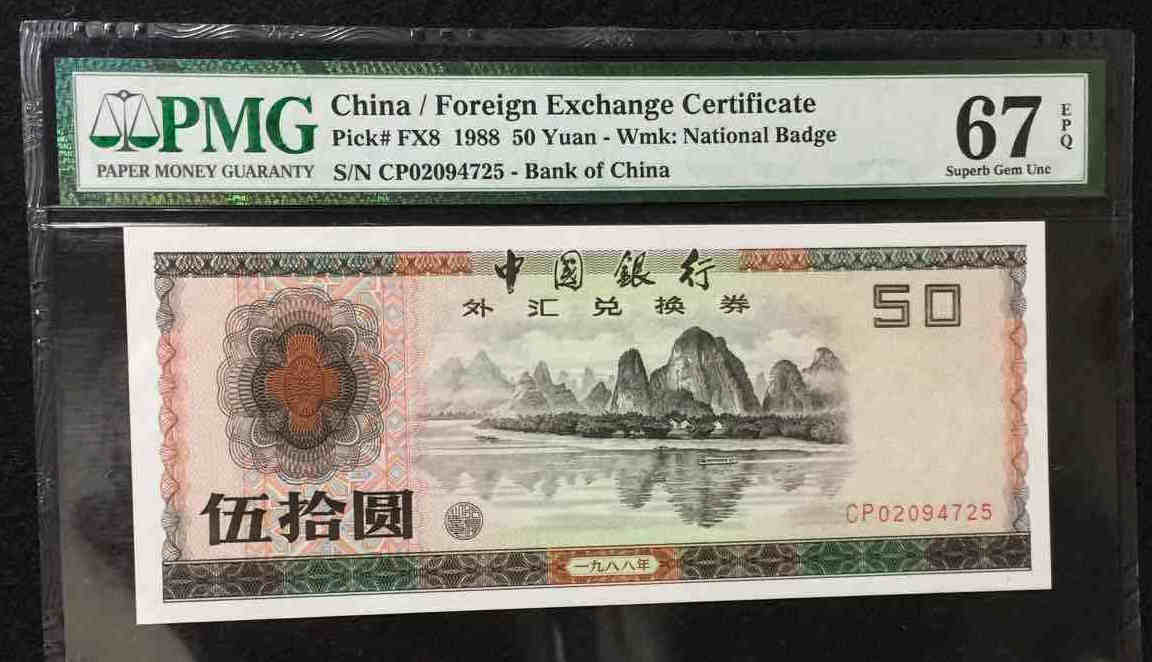 PMG
PAPER MONEY GUARANTY
China / Foreign Exchange Certificate
Pick# FX8 1988 50 Yuan - Wmk: National Badge
S/N CP02094725 - Bank of China
67
EPQ
Superb Gem Unc
中國銀行
外汇兑换券
50
伍拾圆
CP02094725
一九八八年